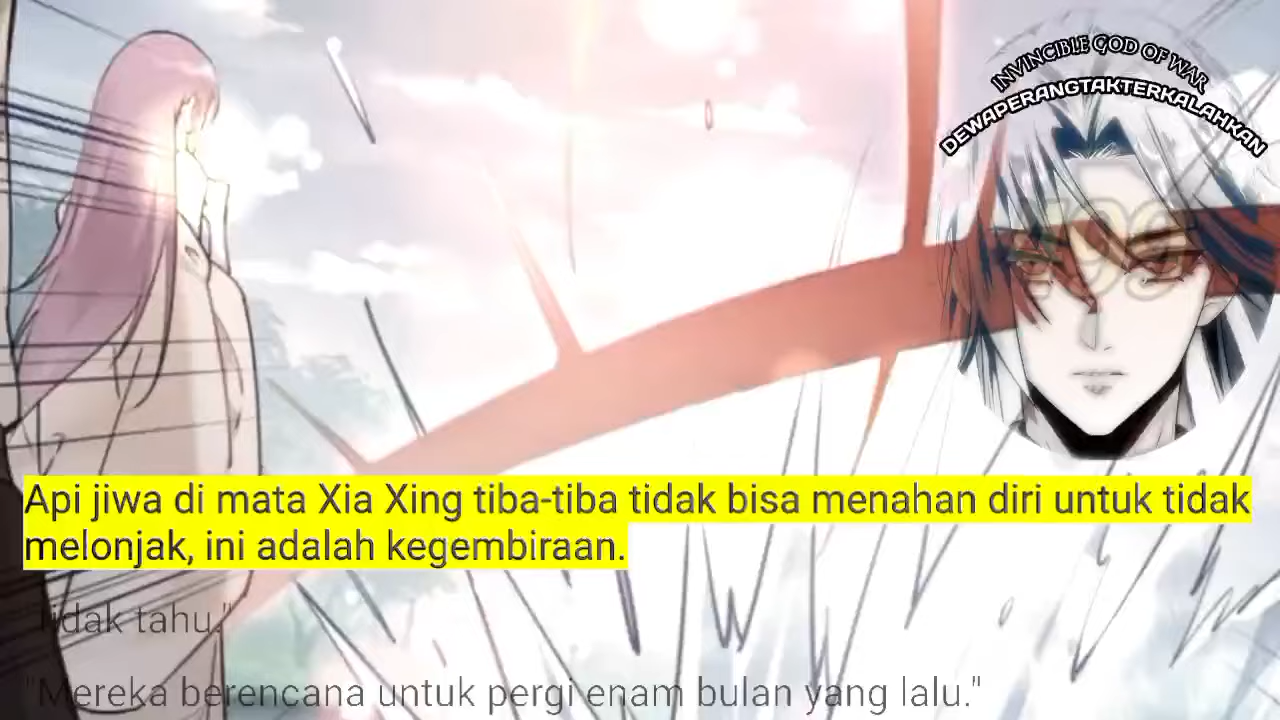 INVINCIBLE GOD OF WAR
DEWAPERANGTAKTERKALAHKAN
Api jiwa di mata Xia Xing tiba-tiba tidak bisa menahan diri untuk tidak
melonjak, ini adalah kegembiraan.
"Tidak tahu."
"Mereka berencana untuk pergi enam bulan yang lalu."